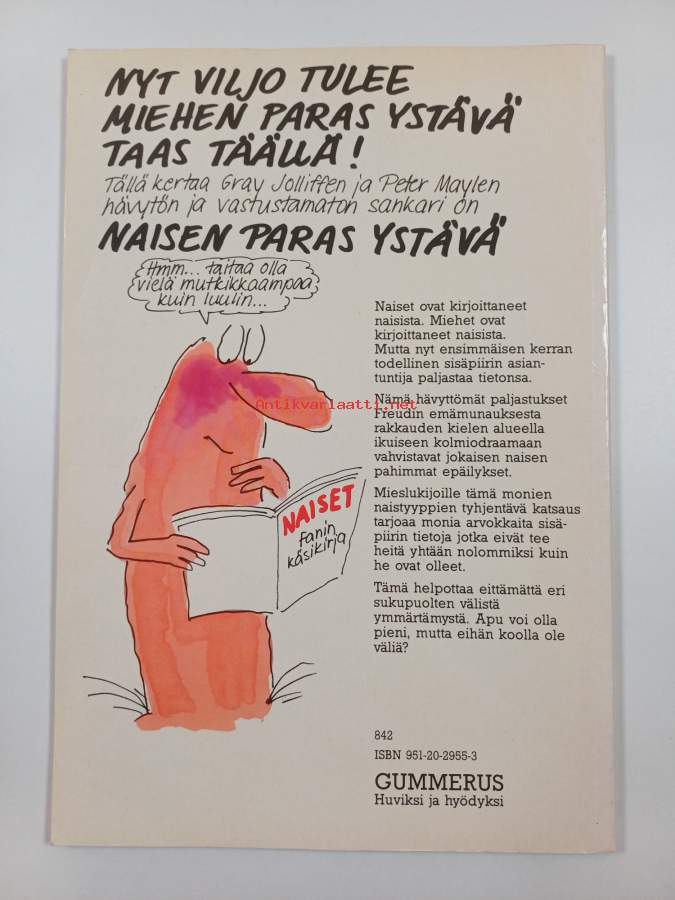 NYT VILJO TULEE
MIEHEN PARAS YSTÄVÄ
TAAS TÄÄLLÄ!
Tällä kertaa Gray Jolliffen ja Peter Maylen
hävytön ja vastustamaton sankari on
NAISEN PARAS YSTÄVÄ
Hmm... taitaa olla
vielä mutkikkaampaa
kuin luulin...
NAISET
Fanin
käsikirja
Naiset ovat kirjoittaneet
naisista. Miehet ovat
kirjoittaneet naisista.
Mutta nyt ensimmäisen kerran
todellinen sisäpiirin asian-
tuntija paljastaa tietonsa.
Nämä hävyttömät paljastukset
Freudin emämunauksesta
rakkauden kielen alueella
ikuiseen kolmiodraamaan
vahvistavat jokaisen naisen
pahimmat epäilykset.
Mieslukijoille tämä monien
naistyyppien tyhjentävä katsaus
tarjoaa monia arvokkaita sisä-
piirin tietoja jotka eivät tee
heitä yhtään nolommiksi kuin
he ovat olleet.
Tämä helpottaa eittämättä eri
sukupuolten välistä
ymmärtämystä. Apu voi olla
pieni, mutta eihän koolla ole
väliä?
842
ISBN 951-20-2955-3
GUMMERUS
Huviksi ja hyödyksi
Antikvariaatti.net